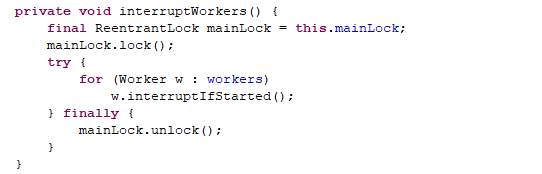 private void interruptWorkers() {
    final ReentrantLock mainLock = this.mainLock;
    mainLock.lock();
    try {
        for (Worker w : workers)
            w.interruptIfStarted();
    } finally {
        mainLock.unlock();
    }
}